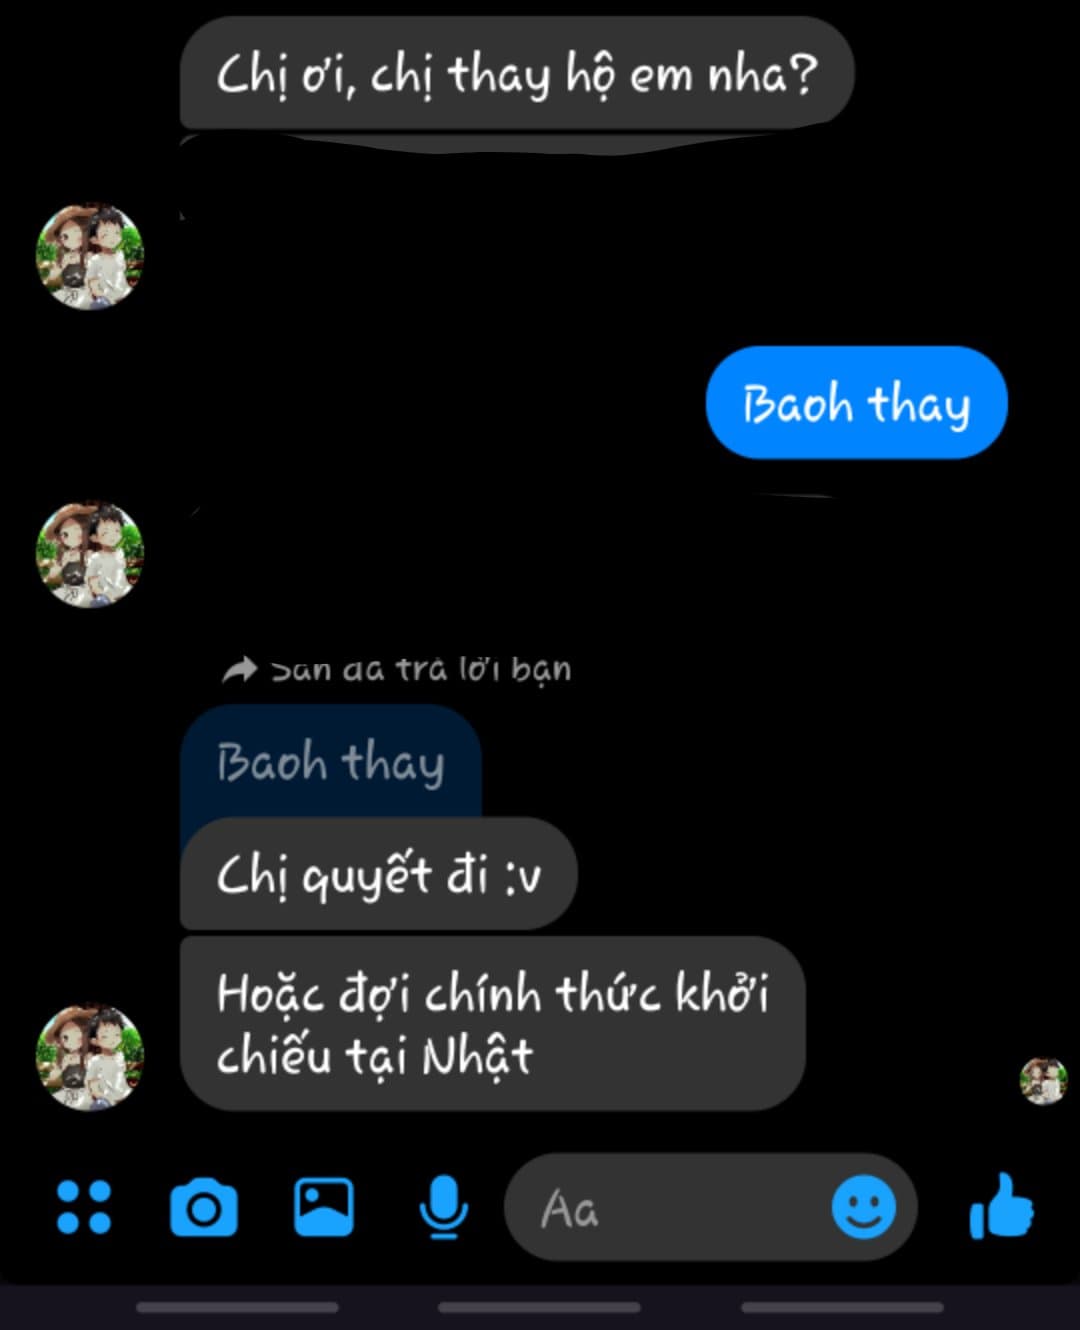 Chị ơi, chị thay hộ em nha?
Baoh thay
San đã trả lời bạn
Baoh thay
Chị quyết đi :v
Hoặc đợi chính thức khởi
chiếu tại Nhật
Aa